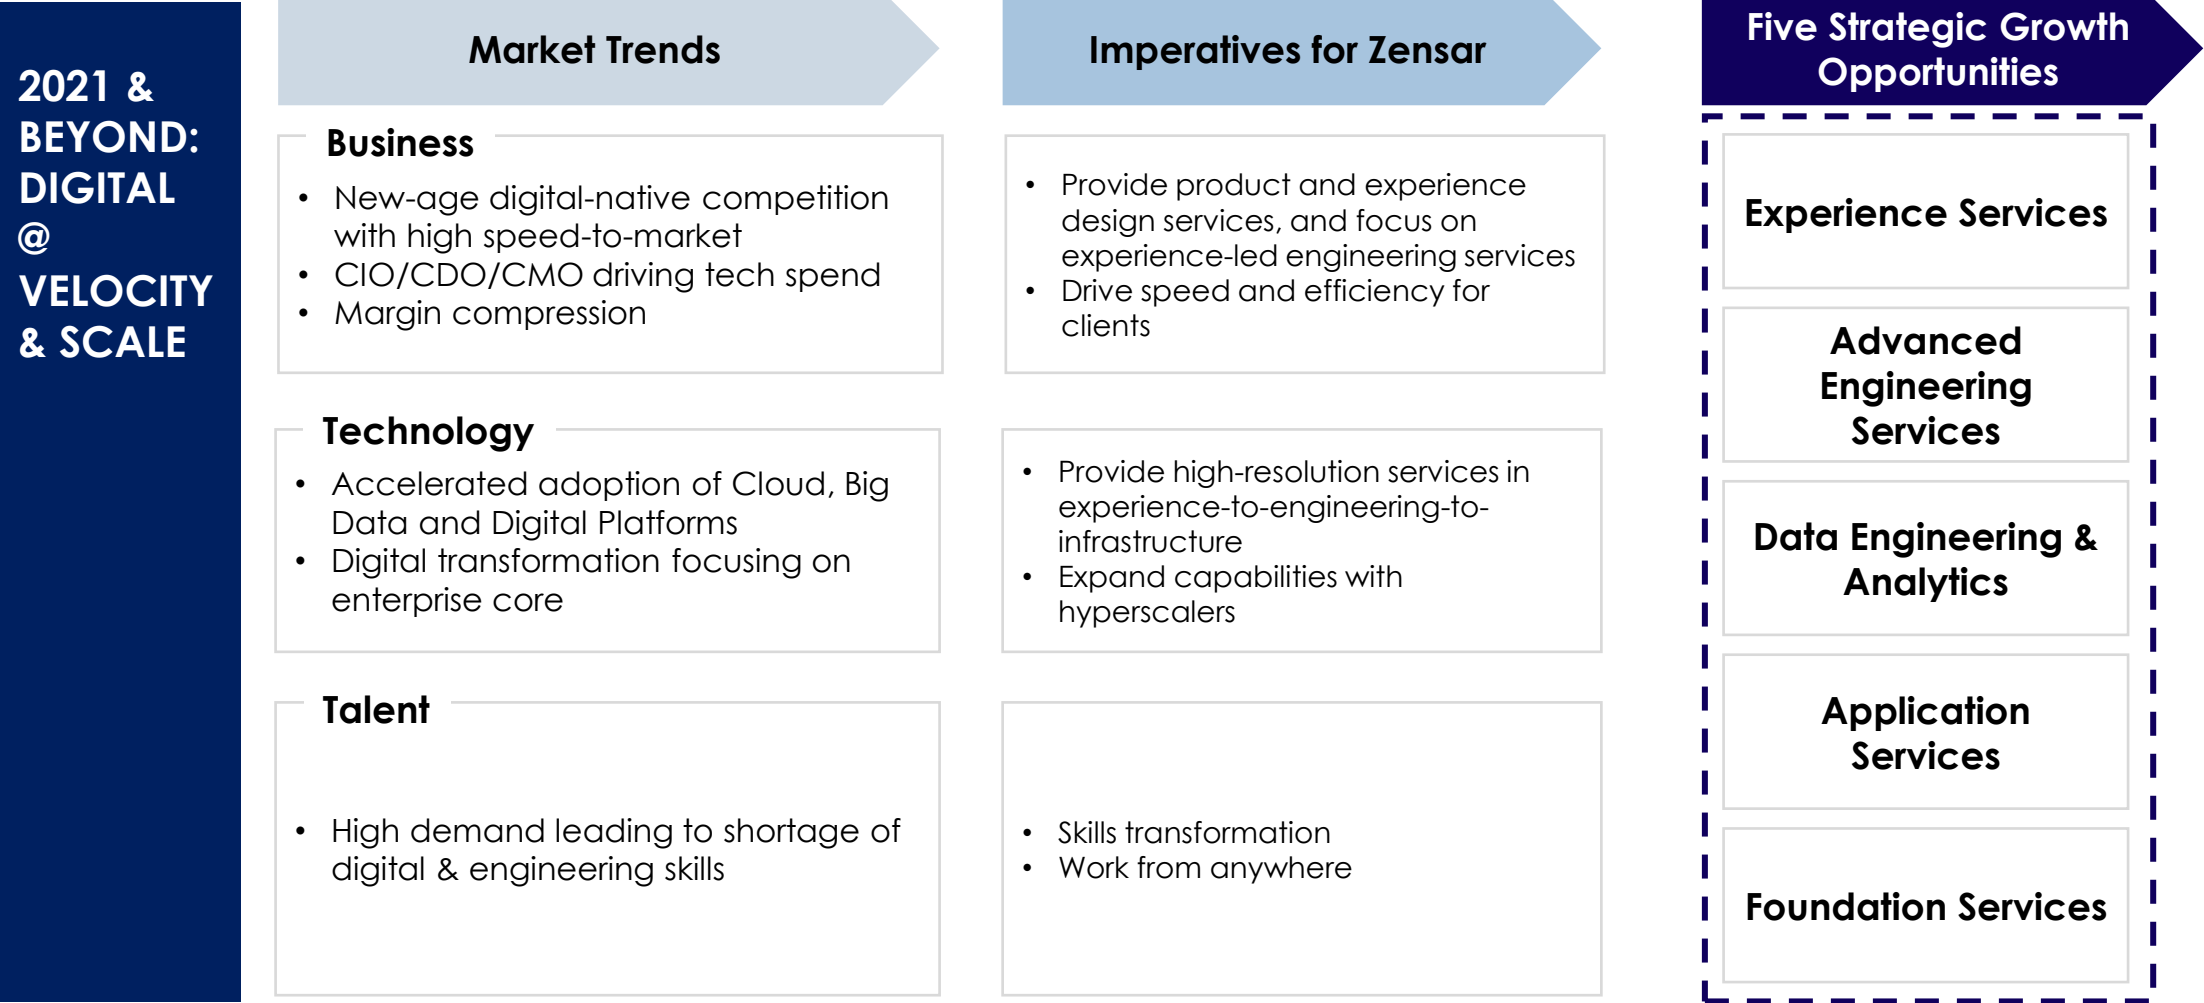 2021 &
BEYOND:
DIGITAL
@
VELOCITY
& SCALE
Market Trends
Business
• New-age digital-native competition
with high speed-to-market
• CIO/CDO/CMO driving tech spend
• Margin compression
Technology
• Accelerated adoption of Cloud, Big
Data and Digital Platforms
• Digital transformation focusing on
enterprise core
Talent
• High demand leading to shortage of
digital & engineering skills
Imperatives for Zensar
• Provide product and experience
design services, and focus on
experience-led engineering services
• Drive speed and efficiency for
clients
• Provide high-resolution services in
experience-to-engineering-to-
infrastructure
• Expand capabilities with
hyperscalers
• Skills transformation
• Work from anywhere
Five Strategic Growth
Opportunities
Experience Services
Advanced
Engineering
Services
Data Engineering &
Analytics
Application
Services
Foundation Services